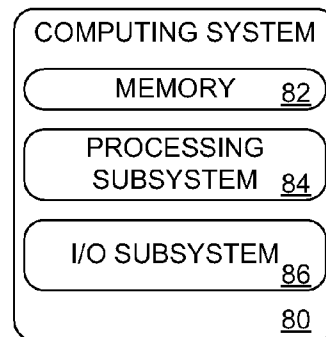 COMPUTING SYSTEM
MEMORY 82
PROCESSING
SUBSYSTEM 84
I/O SUBSYSTEM
86
80